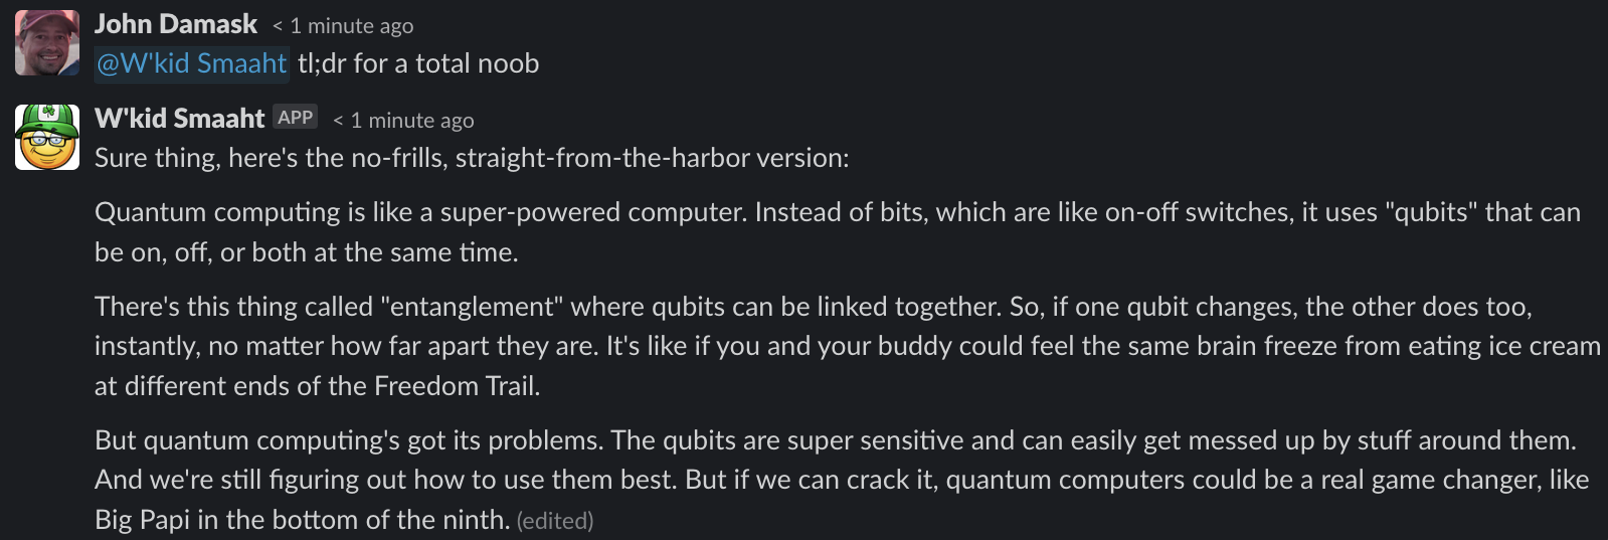 John Damask < 1 minute ago
@W'kid Smaaht tl;dr for a total noob
W'kid Smaaht APP < 1 minute ago
Sure thing, here's the no-frills, straight-from-the-harbor version:
Quantum computing is like a super-powered computer. Instead of bits, which are like on-off switches, it uses "qubits" that can
be on, off, or both at the same time.
There's this thing called "entanglement" where qubits can be linked together. So, if one qubit changes, the other does too,
instantly, no matter how far apart they are. It's like if you and your buddy could feel the same brain freeze from eating ice cream
at different ends of the Freedom Trail.
But quantum computing's got its problems. The qubits are super sensitive and can easily get messed up by stuff around them.
And we're still figuring out how to use them best. But if we can crack it, quantum computers could be a real game changer, like
Big Papi in the bottom of the ninth. (edited)